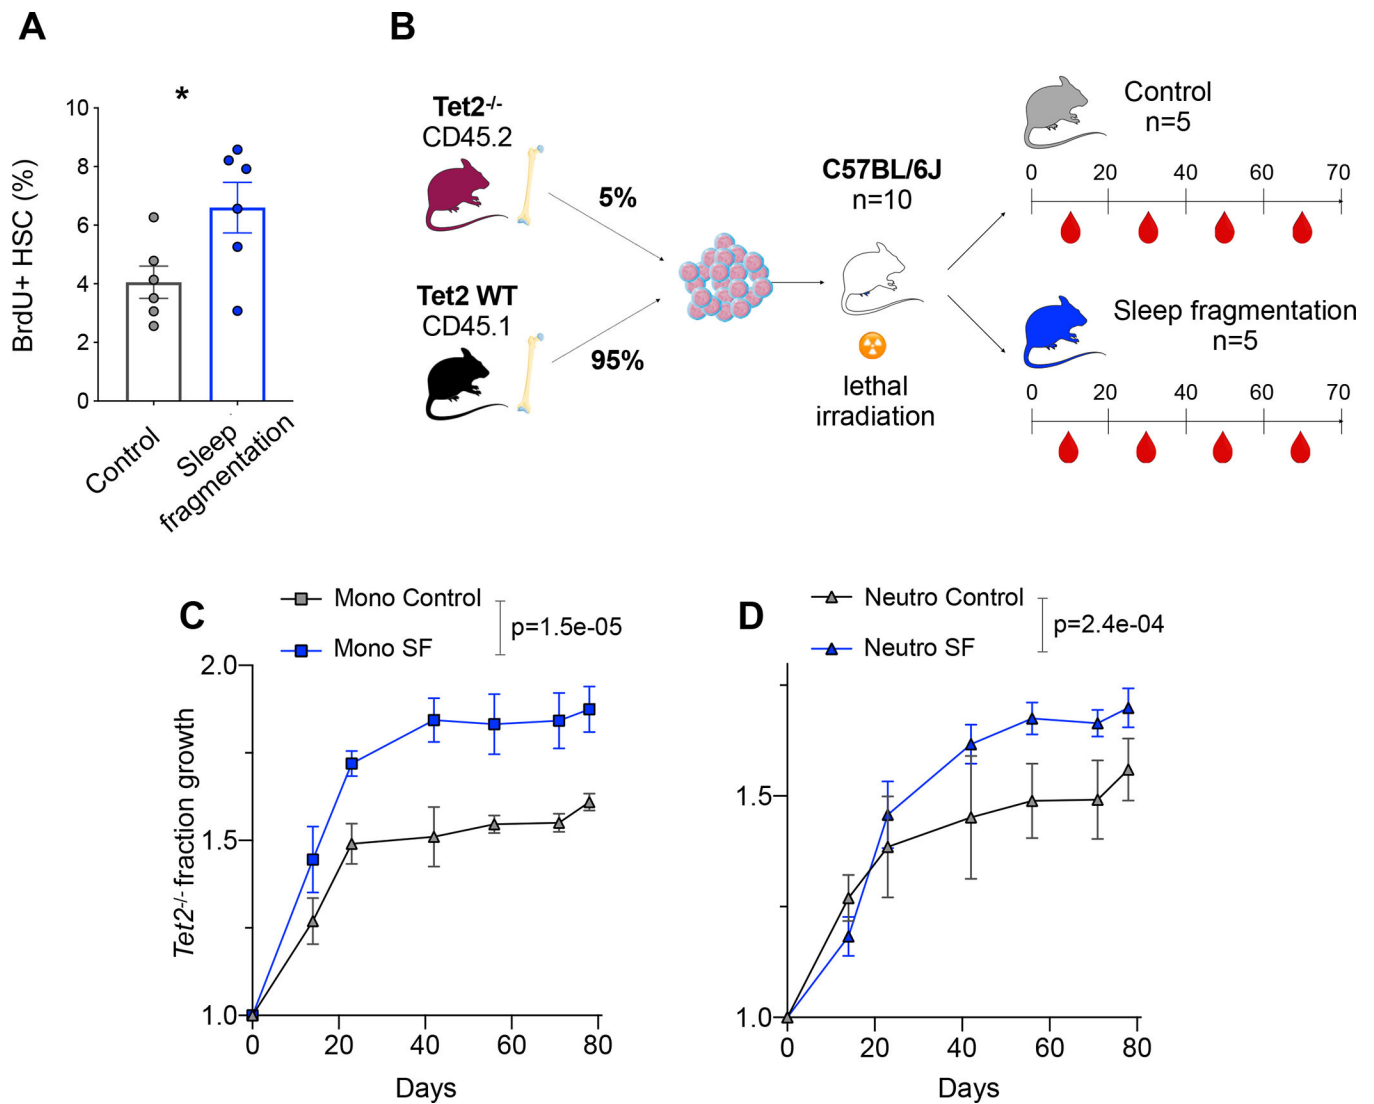 A
*
BrdU+ HSC (%)
10
8
6
4
2
0
Control
Sleep
fragmentation
B
Tet2-/-
CD45.2
5%
Tet2 WT
CD45.1
95%
C57BL/6J
n=10
lethal
irradiation
Control
n=5
0 20 40 60 70
Sleep fragmentation
n=5
0 20 40 60 70
C
Mono Control
Mono SF
p=1.5e-05
Tet2-/- fraction growth
2.0
1.5
1.0
0 20 40 60 80
Days
D
Neutro Control
Neutro SF
p=2.4e-04
1.5
1.0
0 20 40 60 80
Days